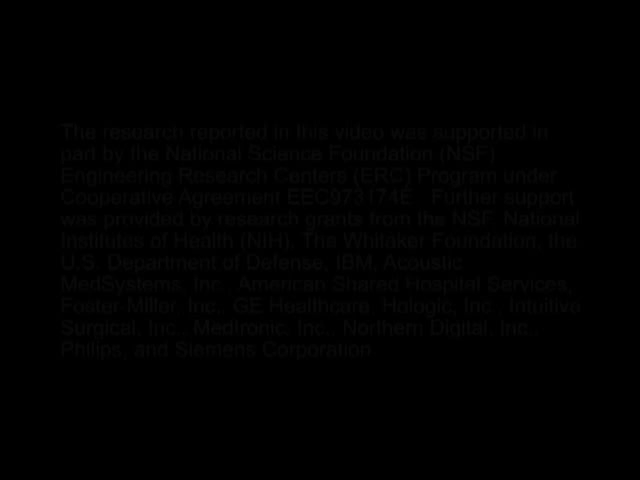 The research reported in this video was supported in
part by the National Science Foundation (NSF)
Engineering Research Centers (ERC) Program under
Cooperative Agreement Further support
was provided by research grants from the NSF, National
Institutes of Health (NIH), The Whitaker Foundation, the
U.S. Department of Defense, IBM, Acoustic
MedSystems, Inc., American Shared Hospital Services,
Foster-Miller, Inc., GE Healthcare, Hologic, Inc., Intuitive
Surgical, Inc., Medtronic, Inc., Northern Digital, Inc.,
Philips, and Siemens Corporation